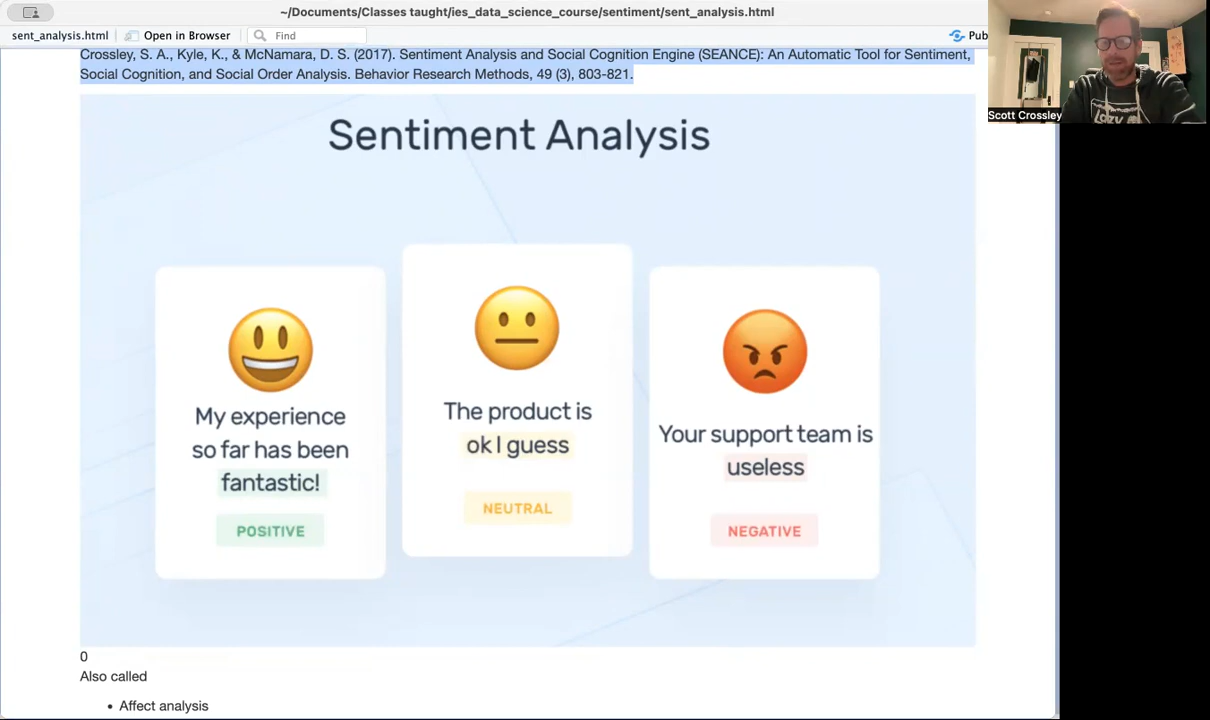 ~/Documents/Classes taught/ies_data_science_course/sentiment/sent_analysis.html
sent_analysis.html
Open in Browser
Find
Pub
Crossley, S. A., Kyle, K., & McNamara, D. S. (2017). Sentiment Analysis and Social Cognition Engine (SEANCE): An Automatic Tool for Sentiment,
Social Cognition, and Social Order Analysis. Behavior Research Methods, 49 (3), 803-821.
Scott Crossley
Sentiment Analysis
My experience
so far has been
fantastic!
POSITIVE
The product is
ok I guess
NEUTRAL
Your support team is
useless
NEGATIVE
0
Also called
• Affect analysis